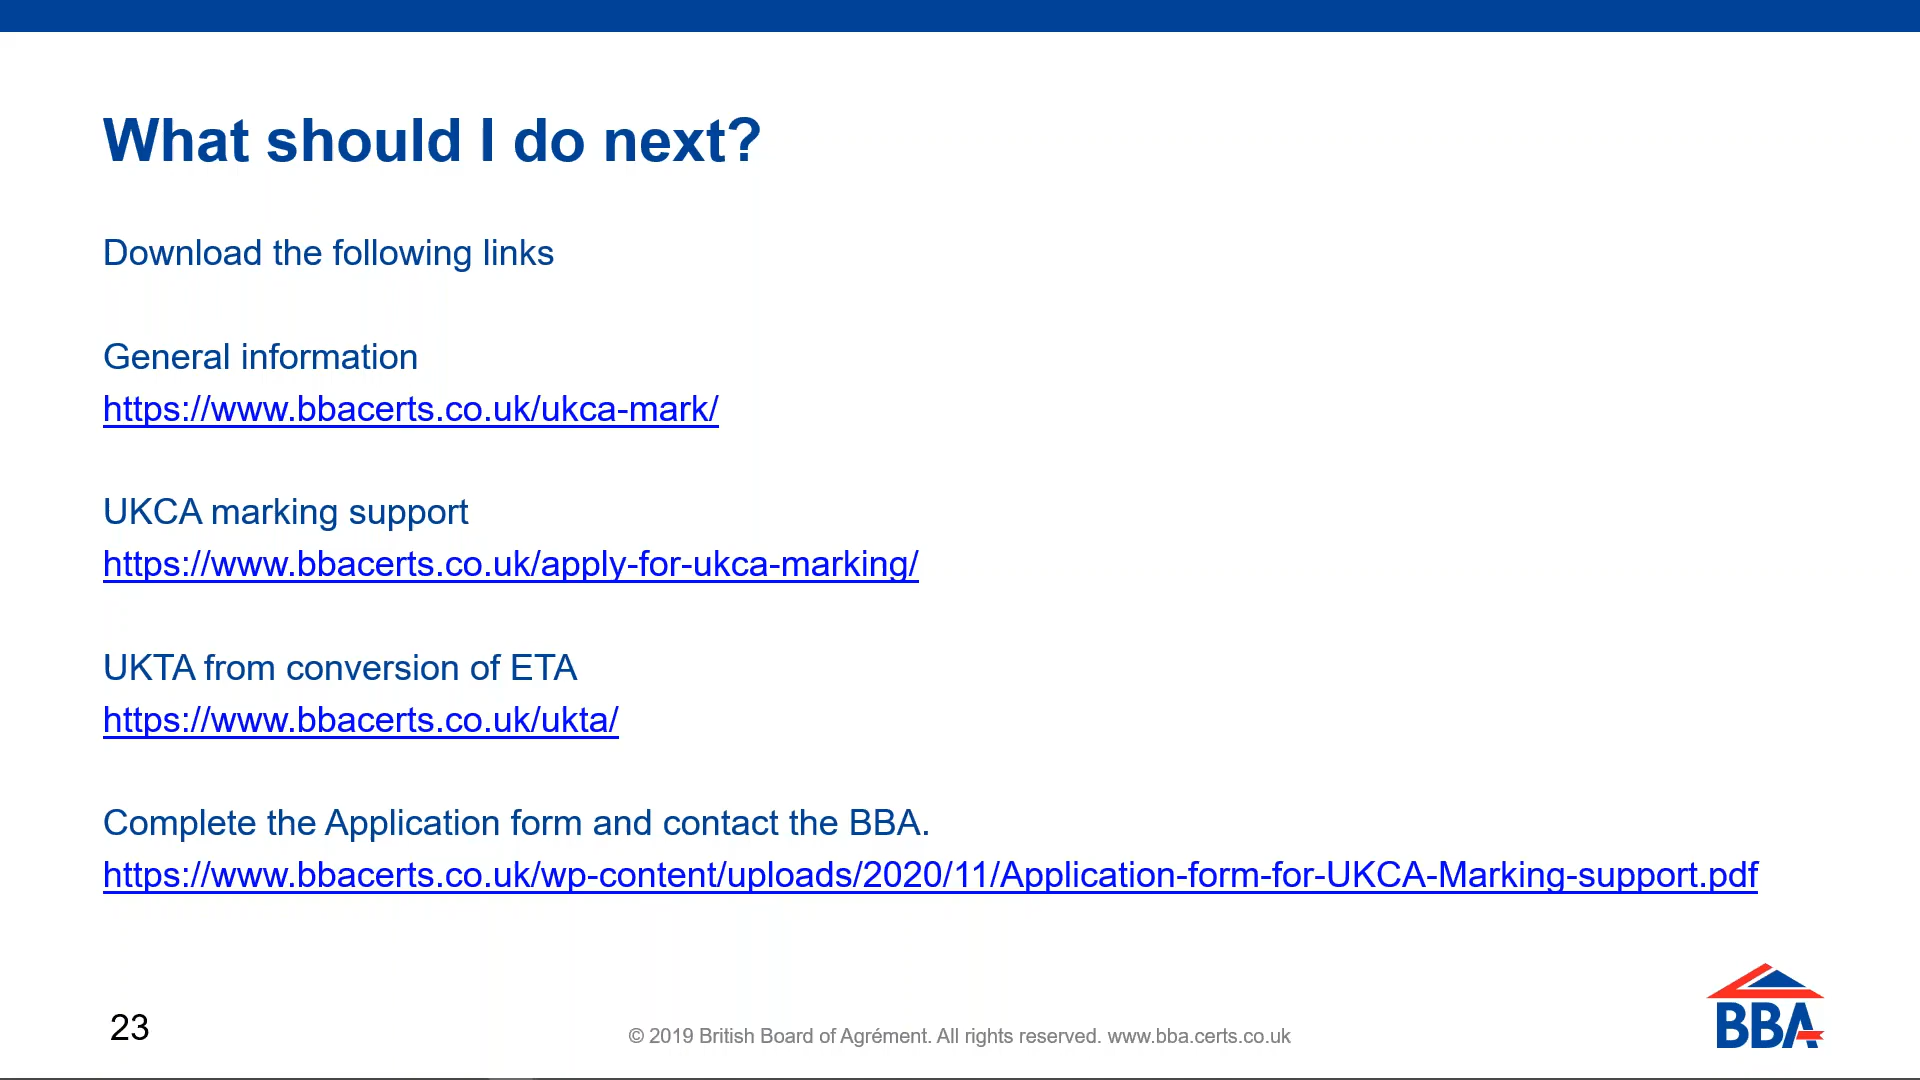 What should I do next?
Download the following links
General information
https://www.bbacerts.co.uk/ukca-mark/
UKCA marking support
https://www.bbacerts.co.uk/apply-for-ukca-marking/
UKTA from conversion of ETA
https://www.bbacerts.co.uk/ukta/
Complete the Application form and contact the BBA.
https://www.bbacerts.co.uk/wp-content/uploads/2020/11/Application-form-for-UKCA-Marking-support.pdf
23
© 2019 British Board of Agrément. All rights reserved. www.bba.certs.co.uk
BBA